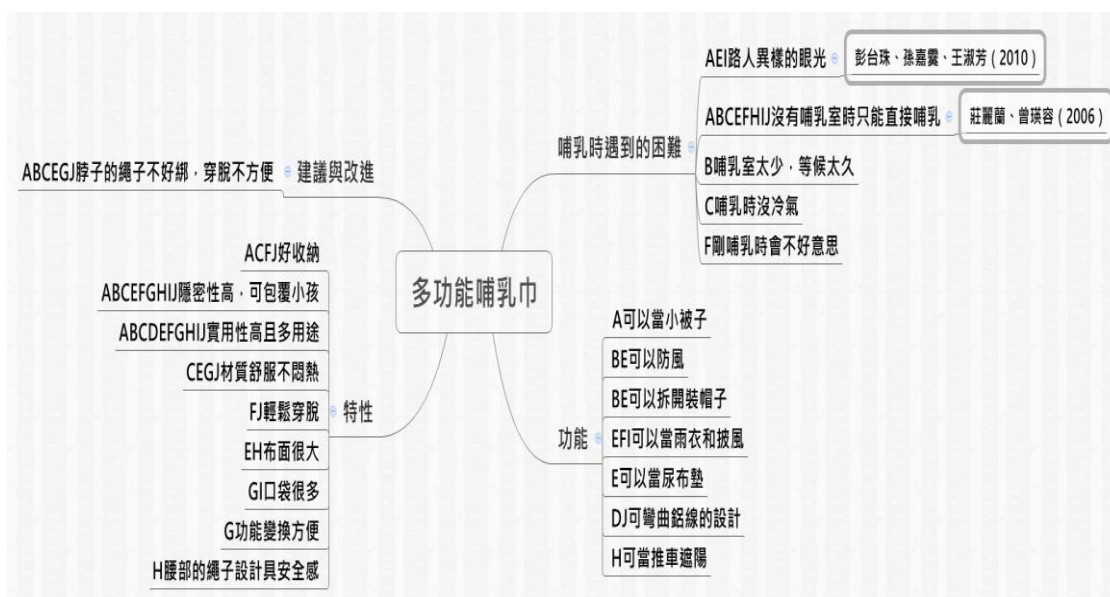 多功能哺乳巾
哺乳時遇到的困難
AEI路人異樣的眼光
彭台珠、孫嘉霙、王淑芳(2010)
ABCEFHIJ沒有哺乳室時只能直接哺乳
莊麗蘭、曾瑛容(2006)
B哺乳室太少,等候太久
C哺乳時沒冷氣
F剛哺乳時會不好意思
功能
A可以當小被子
BE可以防風
BE可以拆開裝帽子
EFI可以當雨衣和披風
E可以當尿布墊
DJ可彎曲鋁線的設計
H可當推車遮陽
建議與改進
ABCEGJ脖子的繩子不好綁,穿脫不方便
特性
ACFJ好收納
ABCEFGHIJ隱密性高,可包覆小孩
ABCDEFGHIJ實用性高且多用途
CEGJ材質舒服不悶熱
FJ輕鬆穿脫
EH布面很大
GI口袋很多
G功能變換方便
H腰部的繩子設計具安全感